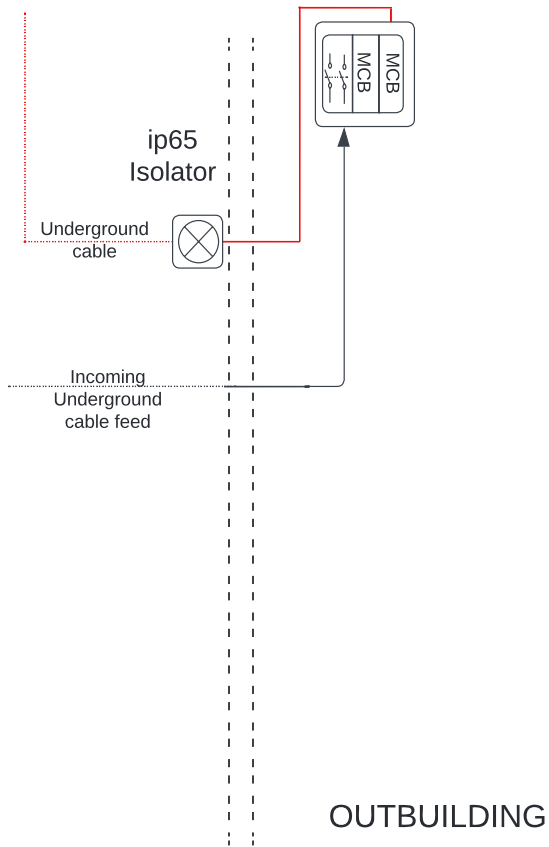 MCB
MCB
ip65
Isolator
Underground
cable
Incoming
Underground
cable feed
OUTBUILDING